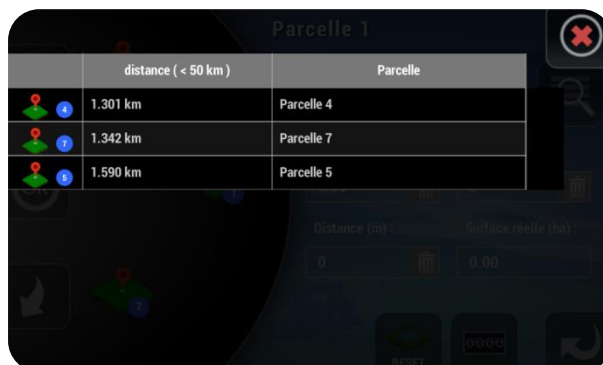 Parcelle 1
distance ( < 50 km ) Parcelle
4 1.301 km Parcelle 4
7 1.342 km Parcelle 7
5 1.590 km Parcelle 5
Distance (m) : Surface réelle (ha) :
0 0.00
7
0000
RESET